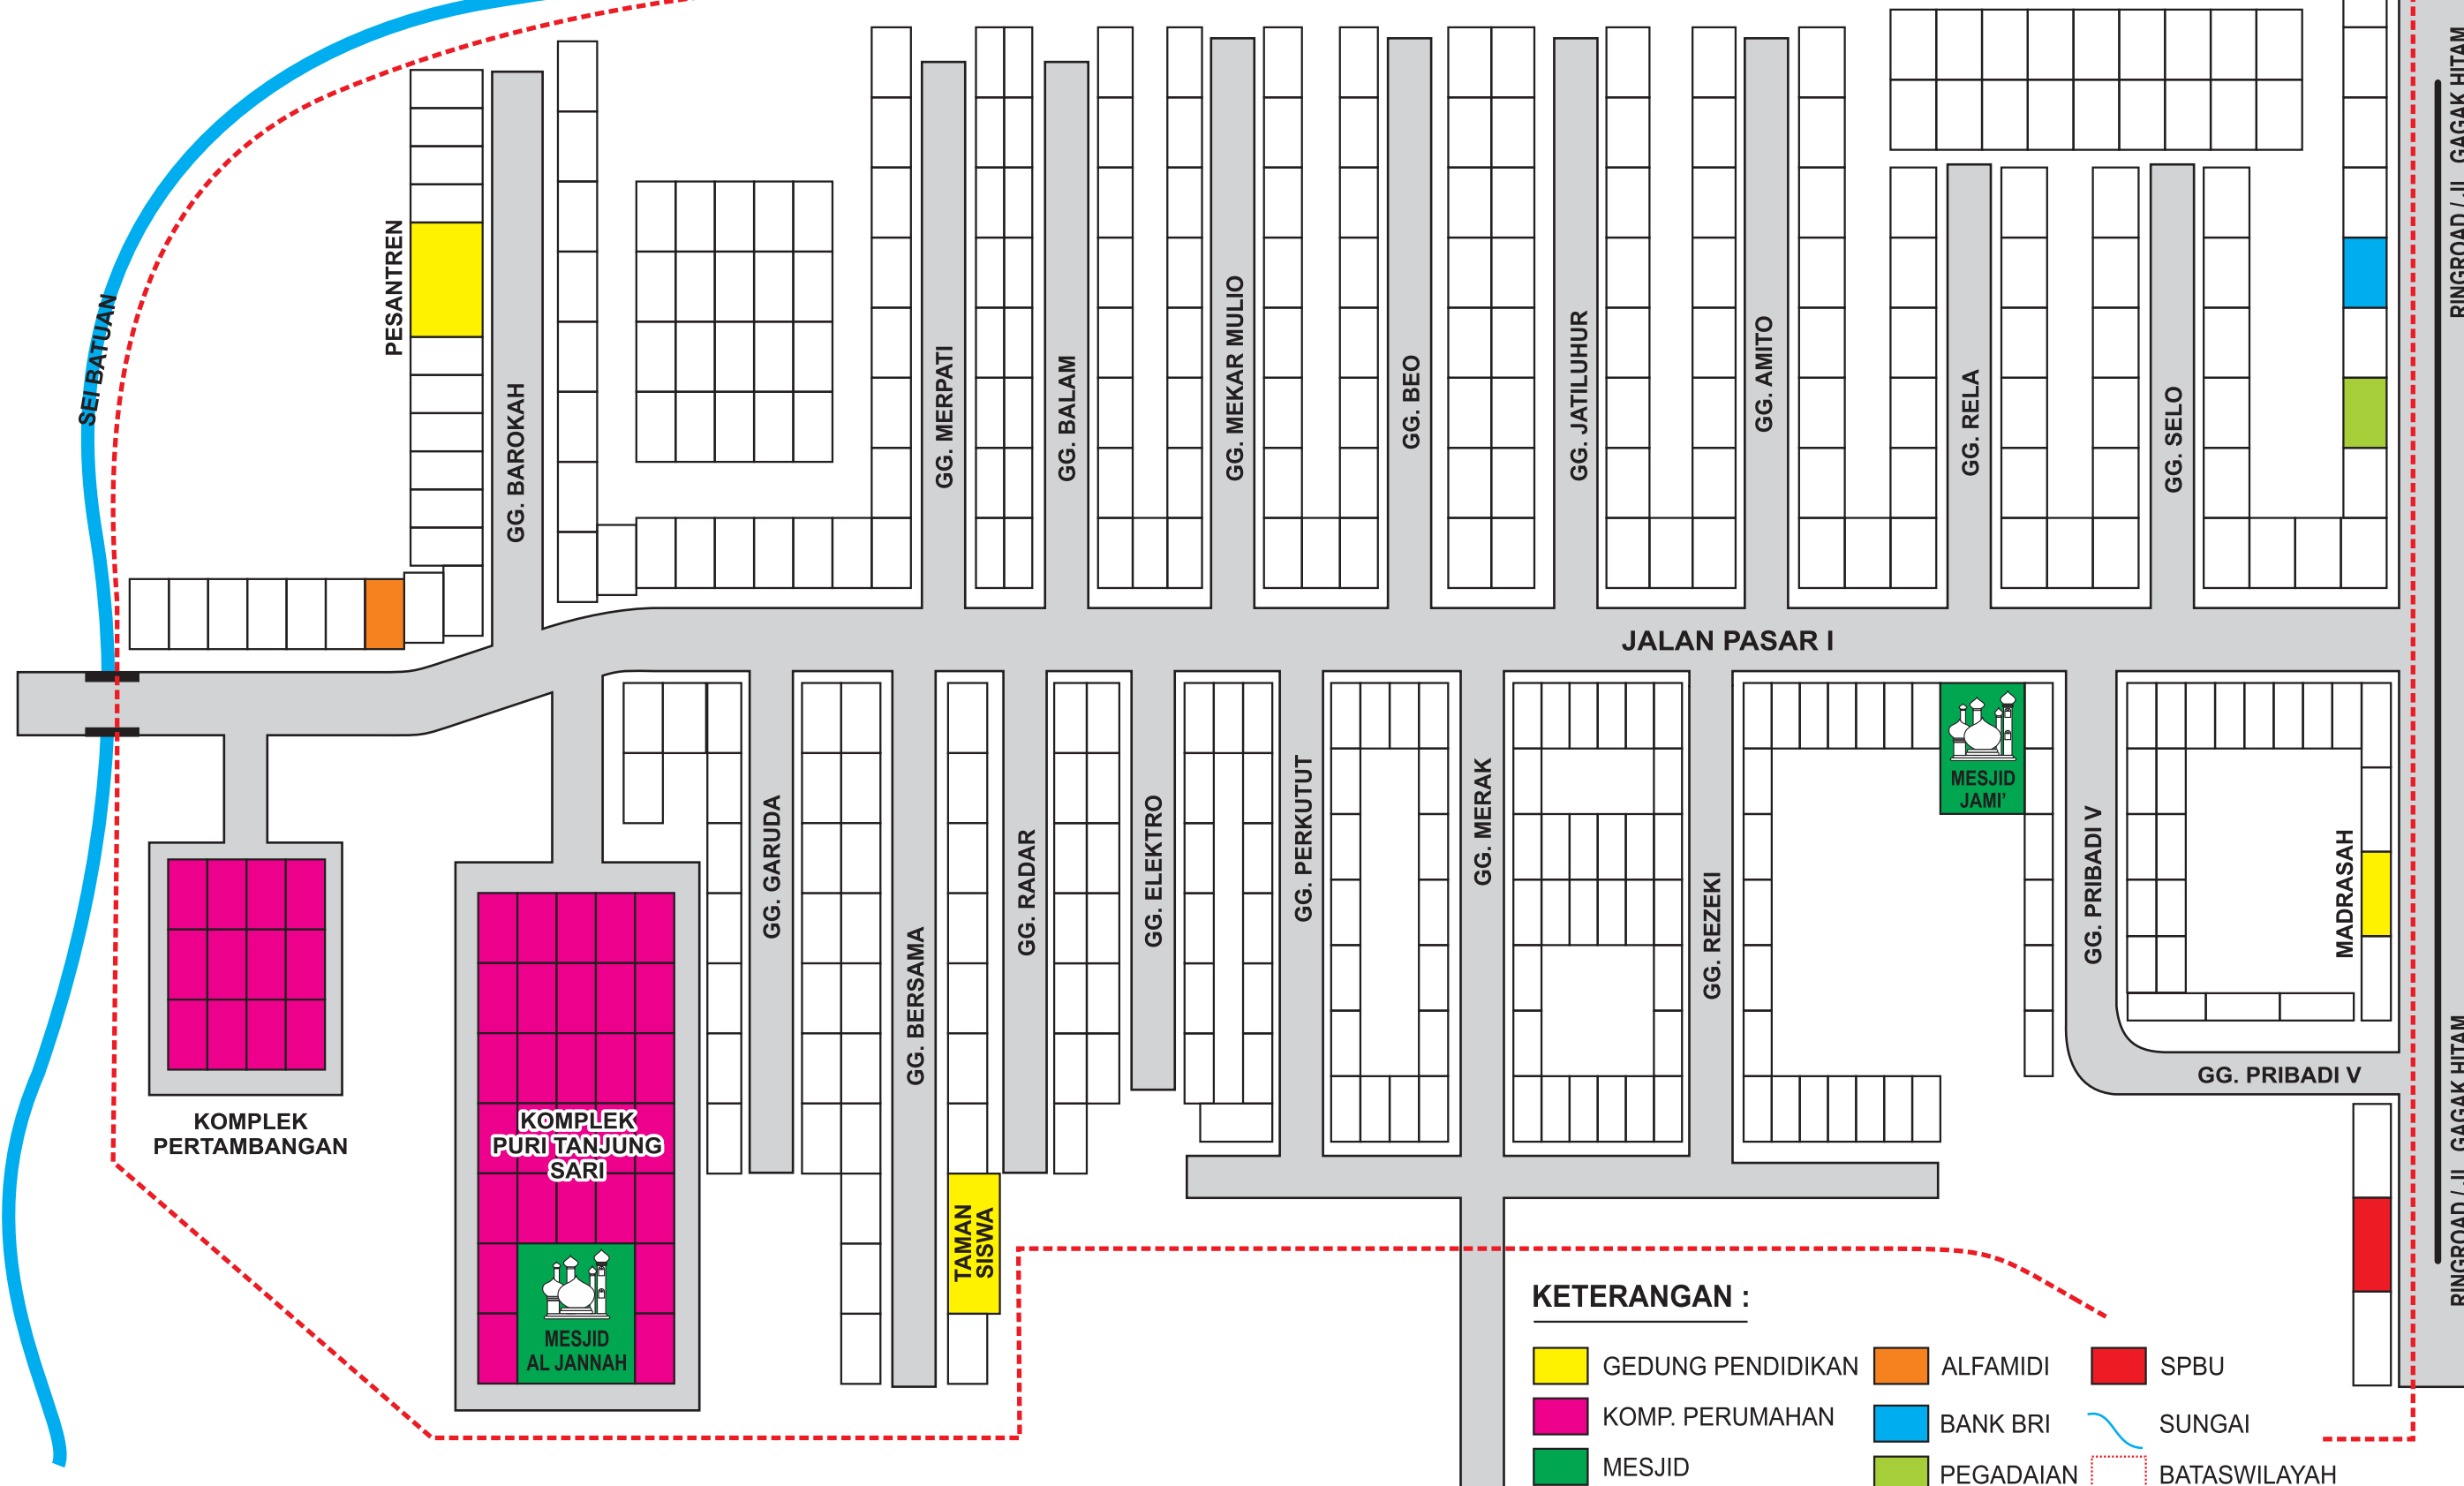 RINGROAD / JL. GAGAK HITAM
SEI BATUAN
PESANTREN
GG. BAROKAH
GG. MERPATI
GG. BALAM
GG. MEKAR MULIO
GG. BEO
GG. JATILUHUR
GG. AMITO
GG. RELA
GG. SELO
JALAN PASAR I
GG. GARUDA
GG. BERSAMA
GG. RADAR
GG. ELEKTRO
GG. PERKUTUT
GG. MERAK
GG. REZEKI
MESJID
JAMI’
GG. PRIBADI V
MADRASAH
GG. PRIBADI V
RINGROAD / JL. GAGAK HITAM
KOMPLEK
PERTAMBANGAN
KOMPLEK
PURI TANJUNG
SARI
MESJID
AL JANNAH
TAMAN
SISWA
KETERANGAN :
GEDUNG PENDIDIKAN
KOMP. PERUMAHAN
MESJID
ALFAMIDI
BANK BRI
PEGADAIAN
SPBU
SUNGAI
BATASWILAYAH